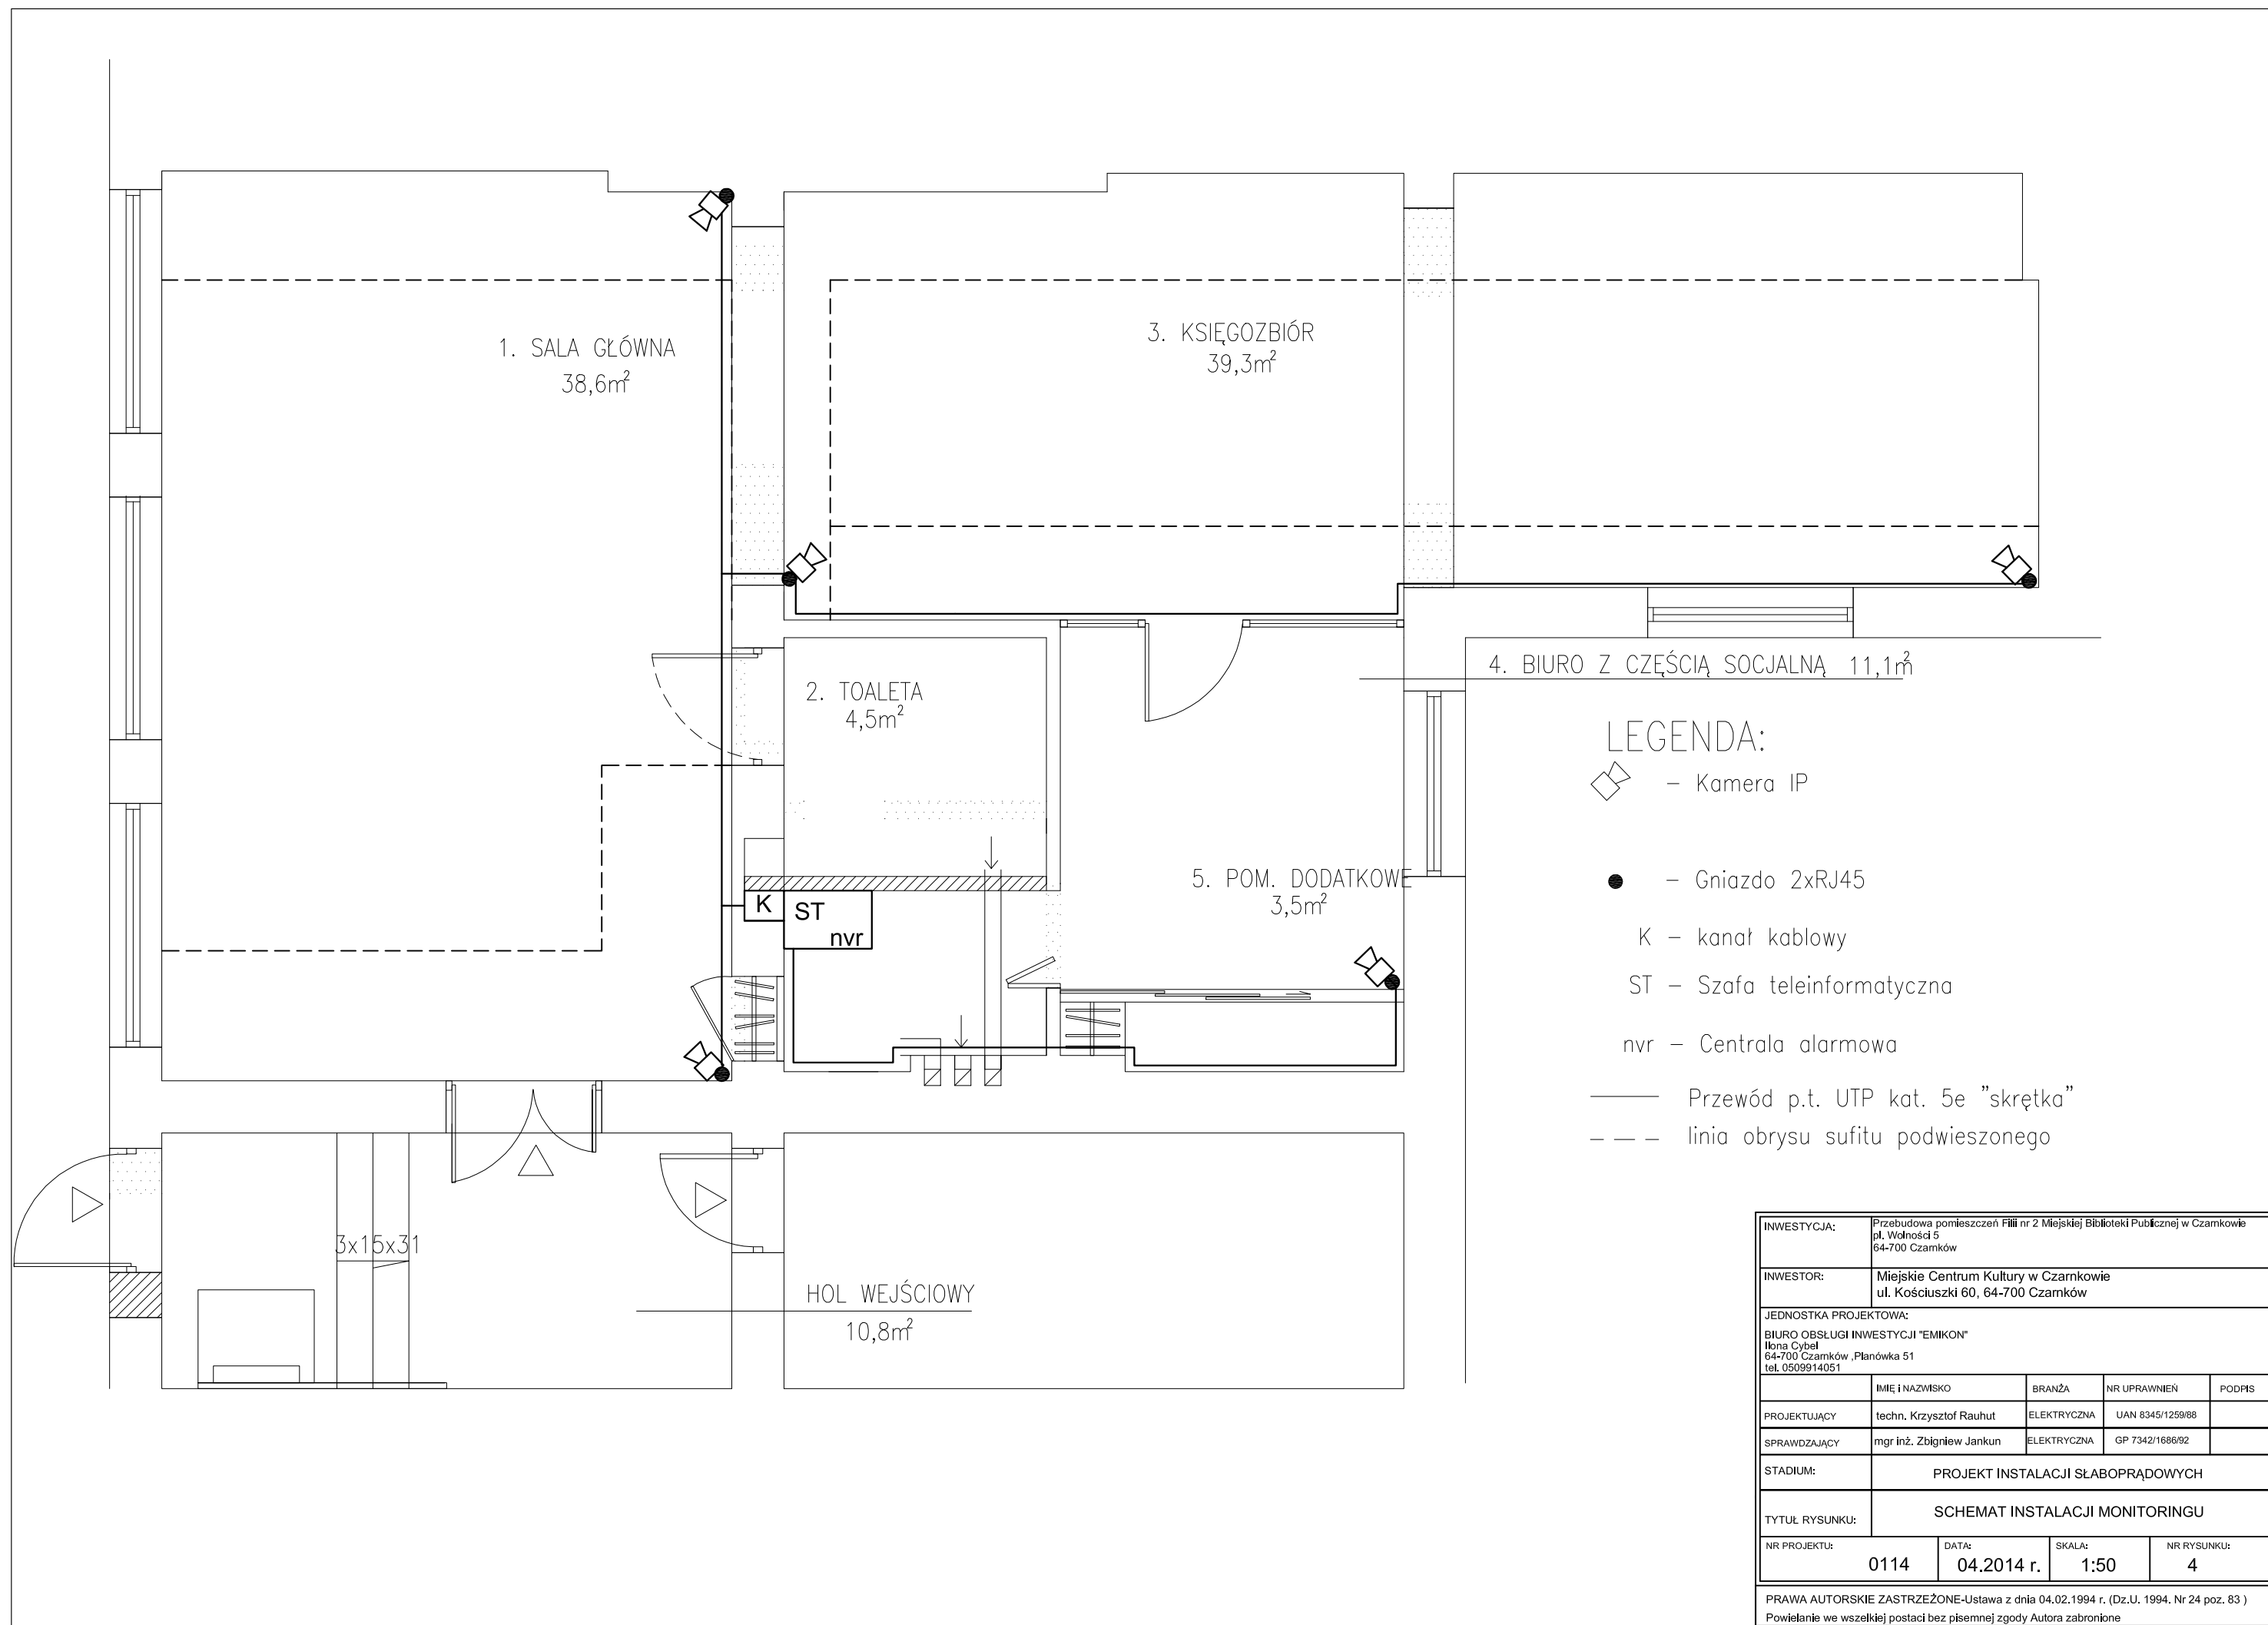 1. SALA GŁÓWNA
38,6m²
3. KSIĘGOZBIÓR
39,3m²
2. TOALETA
4,5m²
4. BIURO Z CZĘŚCIĄ SOCJALNĄ 11,1m²
5. POM. DODATKOWE
3,5m²
K
ST
nvr
3x15x31
HOL WEJŚCIOWY
10,8m²
LEGENDA:
– Kamera IP
– Gniazdo 2xRJ45
K – kanał kablowy
ST – Szafa teleinformatyczna
nvr – Centrala alarmowa
Przewód p.t. UTP kat. 5e ”skrętka”
linia obrysu sufitu podwieszonego
INWESTYCJA:
Przebudowa pomieszczeń Filii nr 2 Miejskiej Biblioteki Publicznej w Czarnkowie
pl. Wolności 5
64-700 Czarnków
INWESTOR:
Miejskie Centrum Kultury w Czarnkowie
ul. Kościuszki 60, 64-700 Czarnków
JEDNOSTKA PROJEKTOWA:
BIURO OBSŁUGI INWESTYCJI "EMIKON"
Ilona Cybel
64-700 Czarnków ,Planówka 51
tel. 0509914051
IMIĘ i NAZWISKO BRANŻA NR UPRAWNIEŃ PODPIS
PROJEKTUJĄCY techn. Krzysztof Rauhut ELEKTRYCZNA UAN 8345/1259/88
SPRAWDZAJĄCY mgr inż. Zbigniew Jankun ELEKTRYCZNA GP 7342/1686/92
STADIUM: PROJEKT INSTALACJI SŁABOPRĄDOWYCH
TYTUŁ RYSUNKU: SCHEMAT INSTALACJI MONITORINGU
NR PROJEKTU: DATA: SKALA: NR RYSUNKU:
0114 04.2014 r. 1:50 4
PRAWA AUTORSKIE ZASTRZEŻONE-Ustawa z dnia 04.02.1994 r. (Dz.U. 1994. Nr 24 poz. 83 )
Powielanie we wszelkiej postaci bez pisemnej zgody Autora zabronione